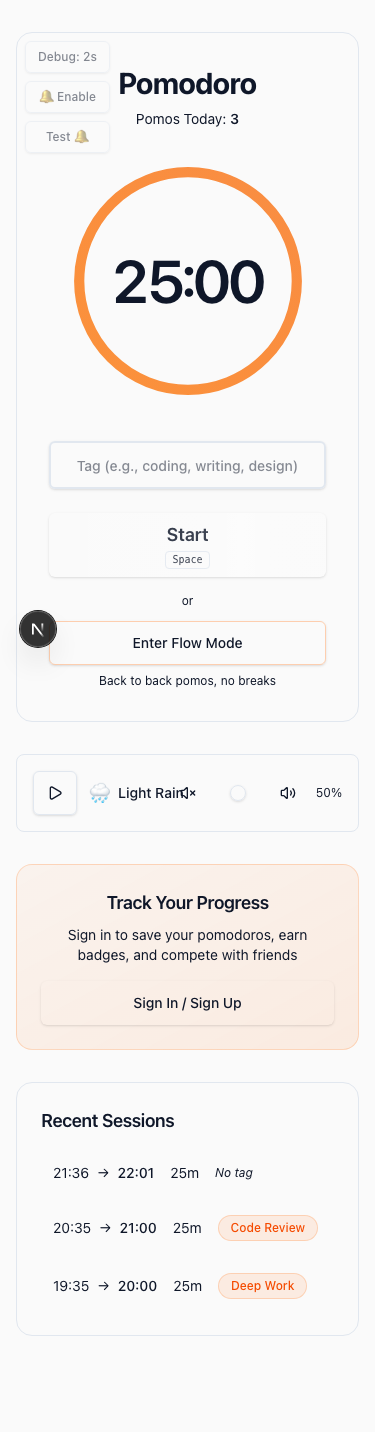 Debug: 2s
🔔 Enable
Test 🔔
Pomodoro
Pomos Today: 3
25:00
Tag (e.g., coding, writing, design)
Start
Space
or
N
Enter Flow Mode
Back to back pomos, no breaks
Light Rain
50%
Track Your Progress
Sign in to save your pomodoros, earn
badges, and compete with friends
Sign In / Sign Up
Recent Sessions
21:36 → 22:01 25m No tag
20:35 → 21:00 25m Code Review
19:35 → 20:00 25m Deep Work